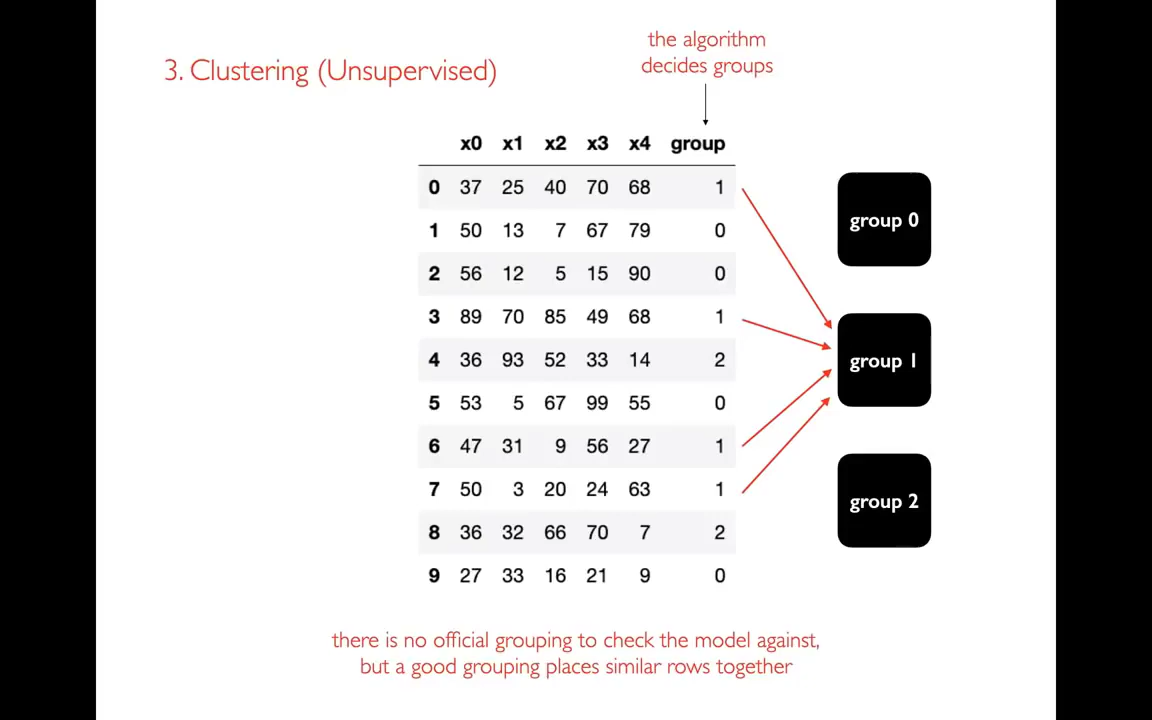 the algorithm
decides groups
3. Clustering (Unsupervised)
x0 x1 x2 x3 x4 group
0 37 25 40 70 68 1
1 50 13 7 67 79 0
2 56 12 5 15 90 0
3 89 70 85 49 68 1
4 36 93 52 33 14 2
5 53 5 67 99 55 0
6 47 31 9 56 27 1
7 50 3 20 24 63 1
8 36 32 66 70 7 2
9 27 33 16 21 9 0
group 0
group 1
group 2
there is no official grouping to check the model against,
but a good grouping places similar rows together